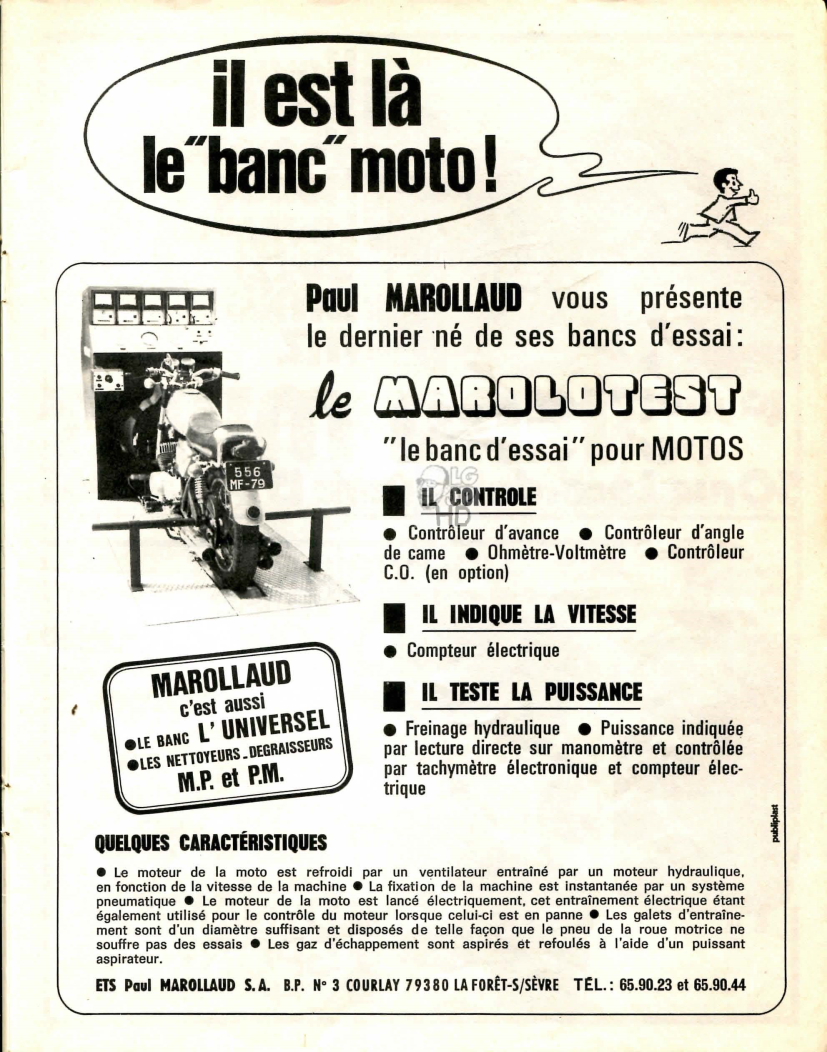 il est là
le "banc" moto!
Paul MAROLLAUD vous présente
le dernier né de ses bancs d'essai :
le MAROLOTEST
"le banc d'essai" pour MOTOS
IL CONTROLE
● Contrôleur d'avance ● Contrôleur d'angle
de came ● Ohmètre-Voltmètre ● Contrôleur
C.O. (en option)
IL INDIQUE LA VITESSE
● Compteur électrique
IL TESTE LA PUISSANCE
● Freinage hydraulique ● Puissance indiquée
par lecture directe sur manomètre et contrôlée
par tachymètre électronique et compteur élec-
trique
556
MF-79
MAROLLAUD
c'est aussi
● LE BANC L'UNIVERSEL
● LES NETTOYEURS-DEGRAISSEURS
M.P. et P.M.
publiplast
QUELQUES CARACTÉRISTIQUES
● Le moteur de la moto est refroidi par un ventilateur entraîné par un moteur hydraulique,
en fonction de la vitesse de la machine ● La fixation de la machine est instantanée par un système
pneumatique ● Le moteur de la moto est lancé électriquement, cet entraînement électrique étant
également utilisé pour le contrôle du moteur lorsque celui-ci est en panne ● Les galets d'entraîne-
ment sont d'un diamètre suffisant et disposés de telle façon que le pneu de la roue motrice ne
souffre pas des essais ● Les gaz d'échappement sont aspirés et refoulés à l'aide d'un puissant
aspirateur.
ETS Paul MAROLLAUD S.A. B.P. N° 3 COURLAY 79380 LA FORÊT-S/SÈVRE TÉL. : 65.90.23 et 65.90.44